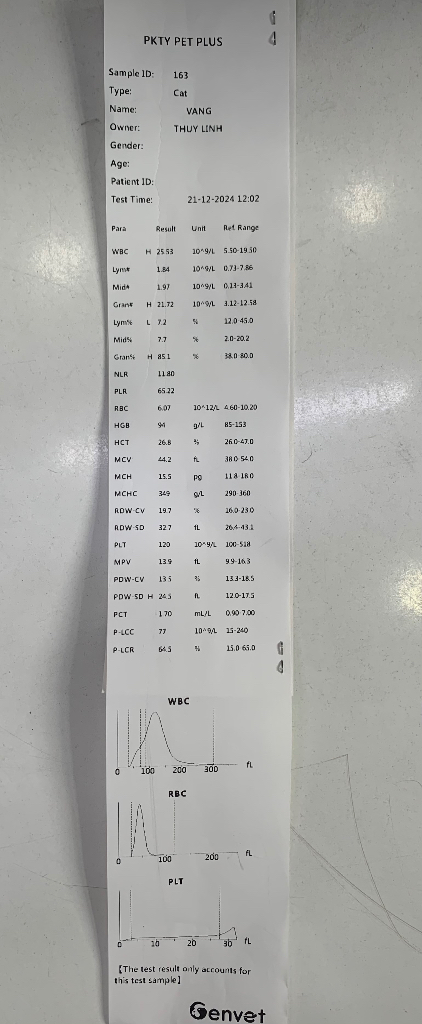 PKTY PET PLUS
Sample ID: 163
Type: Cat
Name: VANG
Owner: THUY LINH
Gender:
Age:
Patient ID:
Test Time: 21-12-2024 12:02
Para Result Unit Ref. Range
WBC H 25.53 10^9/L 5.50-19.50
Lym# 1.84 10^9/L 0.73-7.86
Mid# 1.97 10^9/L 0.13-3.41
Gran# H 21.72 10^9/L 3.12-12.58
Lym% L 7.2 % 12.0-45.0
Mid% 7.7 % 2.0-20.2
Gran% H 85.1 % 38.0-80.0
NLR 11.80
PLR 65.22
RBC 6.07 10^12/L 4.60-10.20
HGB 94 g/L 85-153
HCT 26.8 % 26.0-47.0
MCV 44.2 fL 38.0-54.0
MCH 15.5 pg 11.8-18.0
MCHC 349 g/L 290-360
RDW-CV 19.7 % 16.0-23.0
RDW-SD 32.7 fL 26.4-43.1
PLT 120 10^9/L 100-518
MPV 13.9 fL 9.9-16.3
PDW-CV 13.5 % 13.3-18.5
PDW-SD H 24.5 fL 12.0-17.5
PCT 1.70 mL/L 0.90-7.00
P-LCC 77 10^9/L 15-240
P-LCR 64.5 % 15.0-65.0
WBC
0 100 200 300 fL
RBC
0 100 200 fL
PLT
0 10 20 30 fL
【The test result only accounts for
this test sample】
Genvet